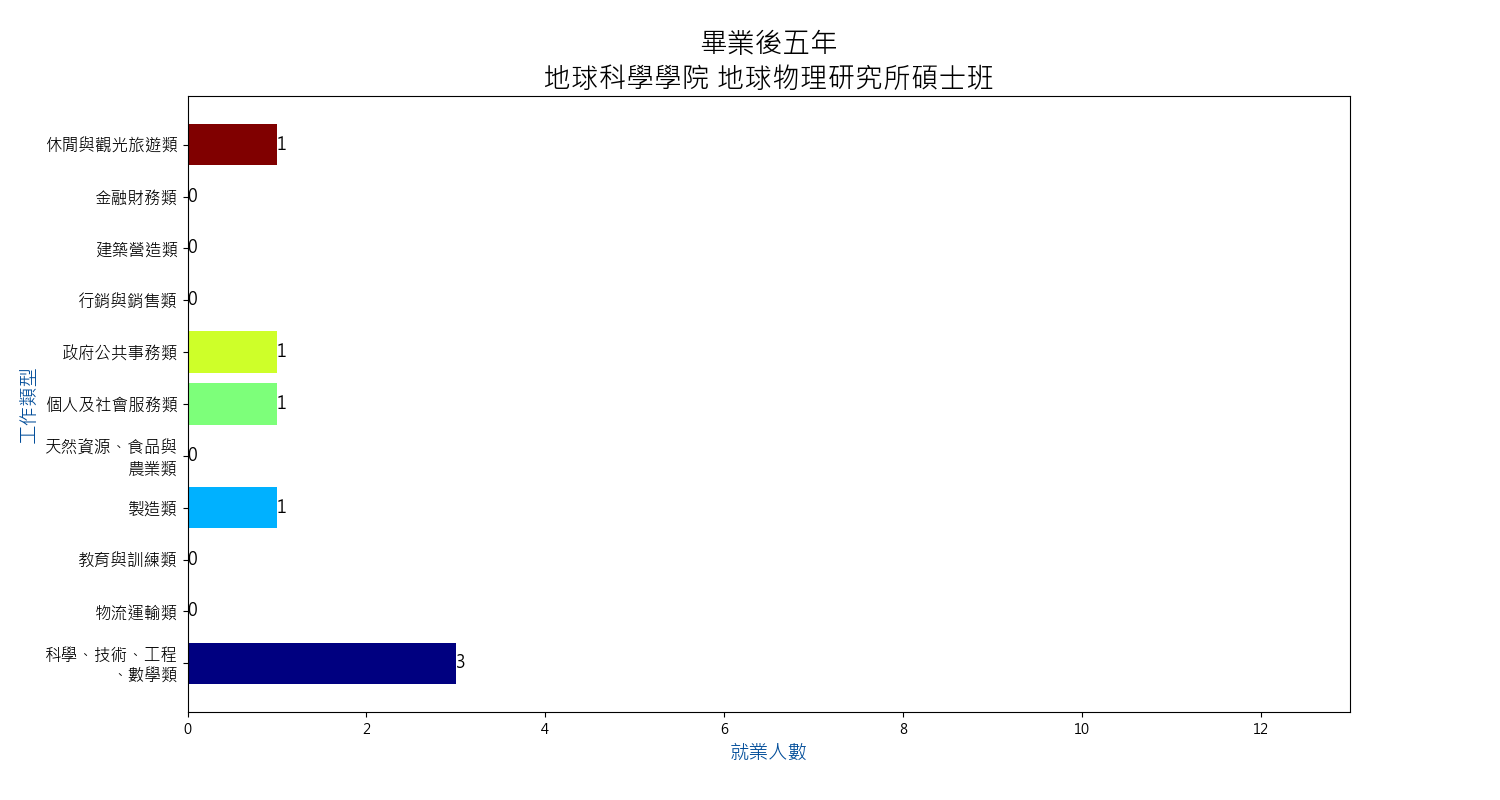 畢業後五年
地球科學學院 地球物理研究所碩士班
休閒與觀光旅遊類
1
金融財務類
0
建築營造類
0
行銷與銷售類
0
政府公共事務類
1
個人及社會服務類
1
天然資源、食品與
農業類
0
製造類
1
教育與訓練類
0
物流運輸類
0
科學、技術、工程
、數學類
3
工作類型
0 2 4 6 8 10 12
就業人數